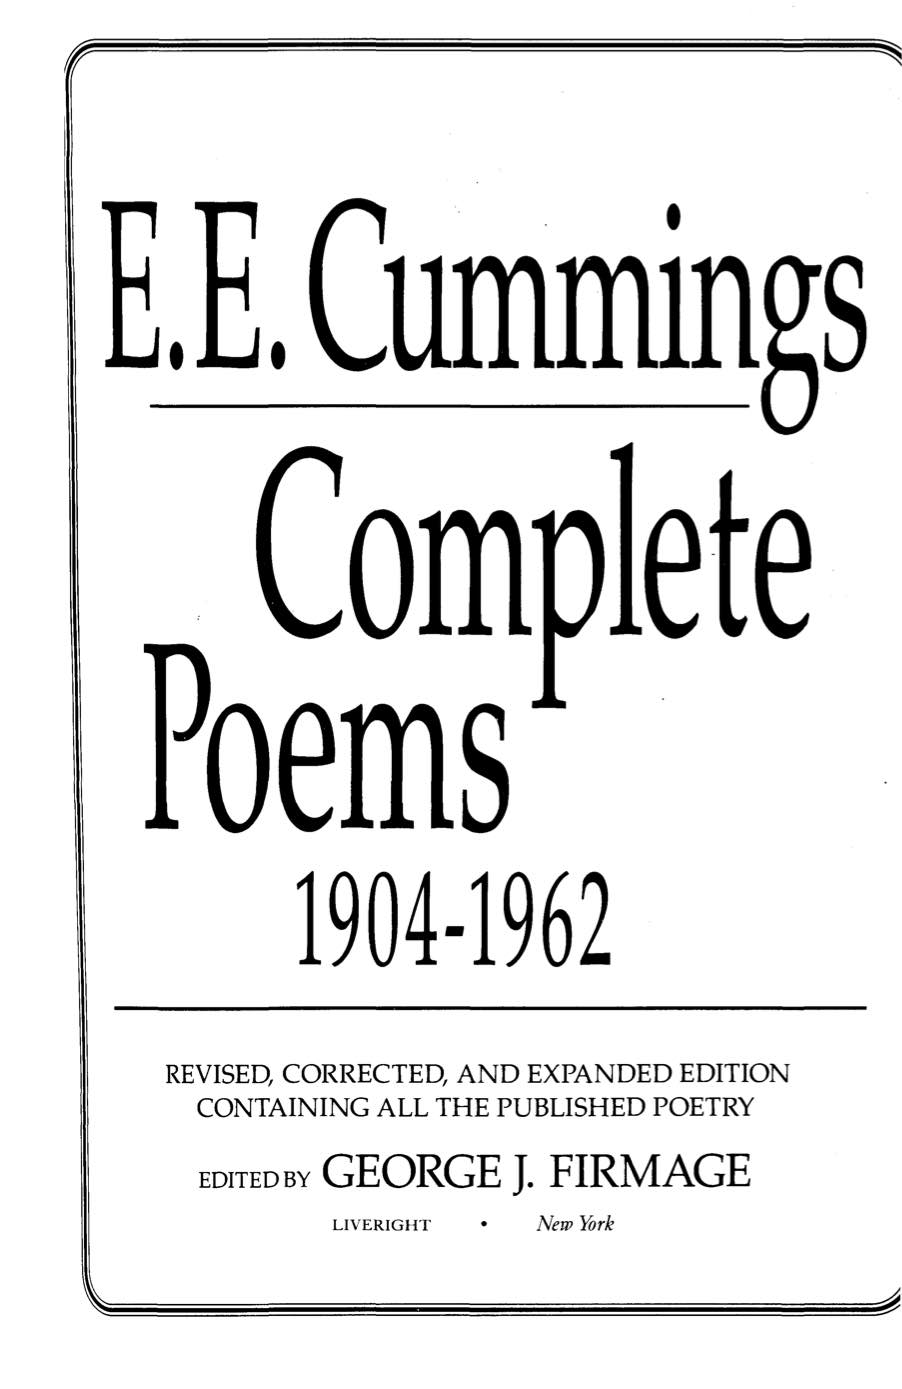 E.E. Cummings
Complete
Poems
1904-1962
REVISED, CORRECTED, AND EXPANDED EDITION
CONTAINING ALL THE PUBLISHED POETRY
EDITED BY GEORGE J. FIRMAGE
LIVERIGHT • New York